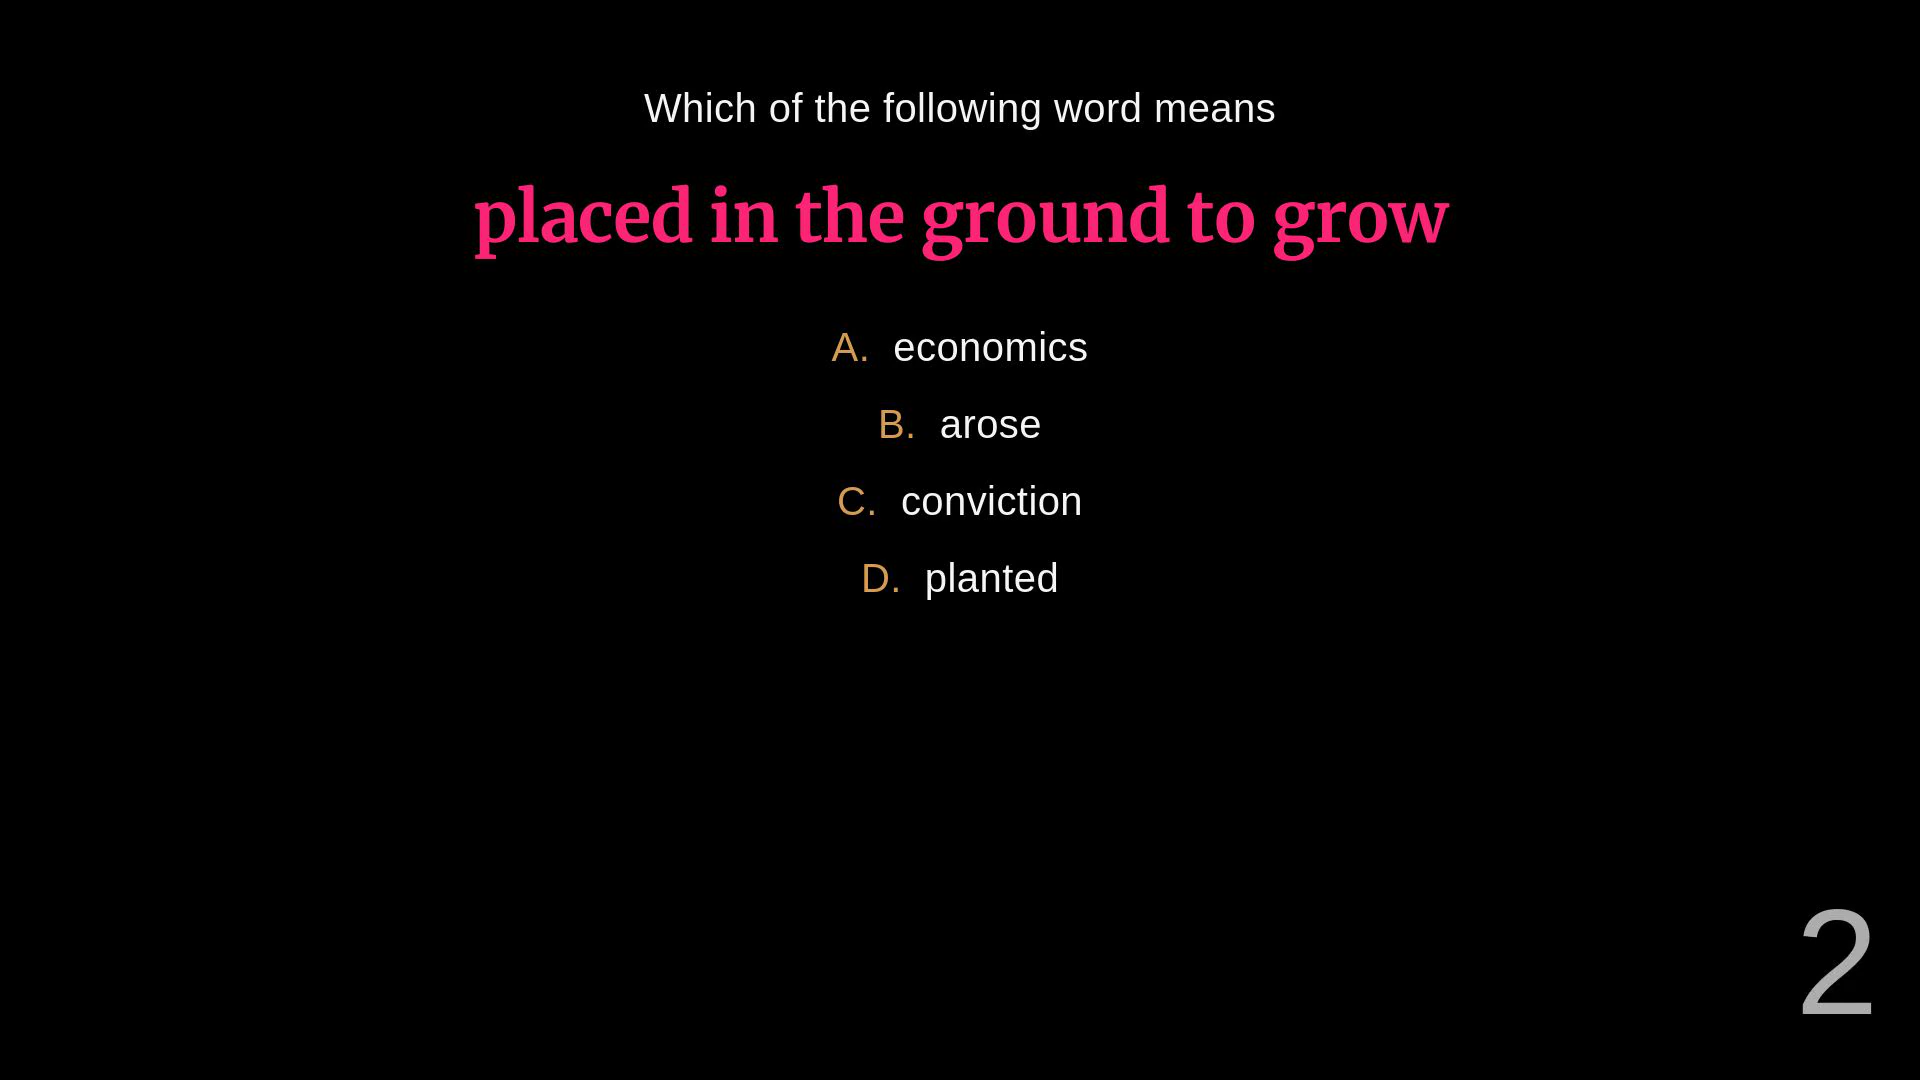 Which of the following word means
placed in the ground to grow
A. economics
B. arose
C. conviction
D. planted
2